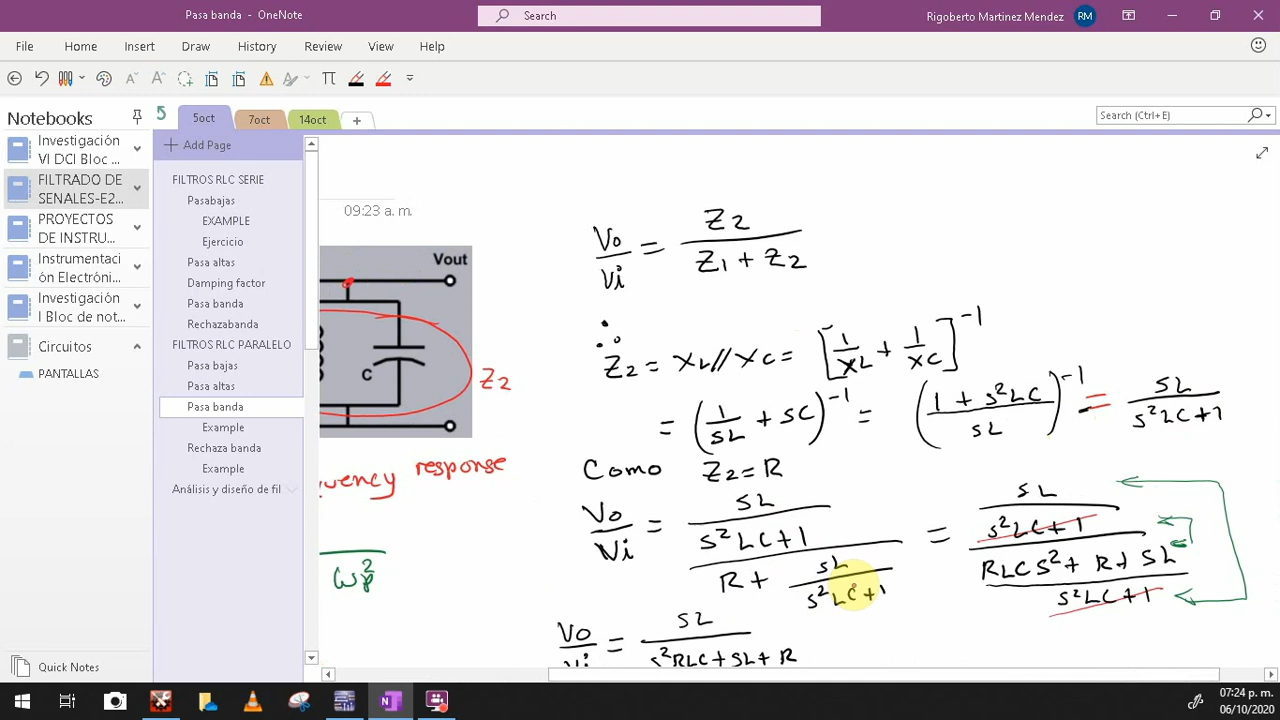 Pasa banda - OneNote
Search
Rigoberto Martinez Mendez RM
File Home Insert Draw History Review View Help
Notebooks
5oct 7oct 14oct +
Search (Ctrl+E)
Investigación
VI DCI Bloc ...
FILTRADO DE
SENALES-E2...
PROYECTOS
DE INSTRU...
Instrumentaci
ón Electróni...
Investigación
I Bloc de not...
Circuitos
PANTALLAS
Quick Notes
Add Page
FILTROS RLC SERIE
Pasabajas
EXAMPLE
Ejercicio
Pasa altas
Damping factor
Pasa banda
Rechazabanda
FILTROS RLC PARALELO
Pasa bajas
Pasa altas
Pasa banda
Example
Rechaza banda
Example
Análisis y diseño de fil
09:23 a. m.
Vout
C
Z2
response
Vo/Vi = Z2/(Z1 + Z2)
∴
Z2 = XL//XC = [1/XL + 1/XC]^-1
= (1/SL + SC)^-1 = ((1 + S²LC)/SL)^-1 = SL/(S²LC+1)
Como Z2 = R
Vo/Vi = (SL/(S²LC+1))/(R + SL/(S²LC+1)) = (SL/(S²LC+1))/((RLCS² + R + SL)/(S²LC+1))
Vo/Vi = SL/(S²RLC+SL+R)
07:24 p. m.
06/10/2020